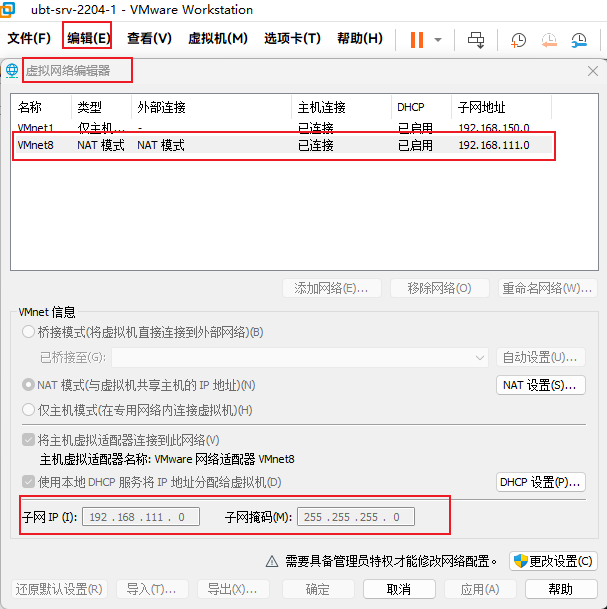 ubt-srv-2204-1 - VMware Workstation
文件(F) 编辑(E) 查看(V) 虚拟机(M) 选项卡(T) 帮助(H)
虚拟网络编辑器
名称 类型 外部连接 主机连接 DHCP 子网地址
VMnet1 仅主机... - 已连接 已启用 192.168.150.0
VMnet8 NAT 模式 NAT 模式 已连接 已启用 192.168.111.0
添加网络(E)... 移除网络(O) 重命名网络(W)...
VMnet 信息
桥接模式(将虚拟机直接连接到外部网络)(B)
已桥接至(G): 自动设置(U)...
NAT 模式(与虚拟机共享主机的 IP 地址)(N) NAT 设置(S)...
仅主机模式(在专用网络内连接虚拟机)(H)
将主机虚拟适配器连接到此网络(V)
主机虚拟适配器名称: VMware 网络适配器 VMnet8
使用本地 DHCP 服务将 IP 地址分配给虚拟机(D) DHCP 设置(P)...
子网 IP (I): 192 . 168 . 111 . 0 子网掩码(M): 255 . 255 . 255 . 0
需要具备管理员特权才能修改网络配置。 更改设置(C)
还原默认设置(R) 导入(T)... 导出(X)... 确定 取消 应用(A) 帮助